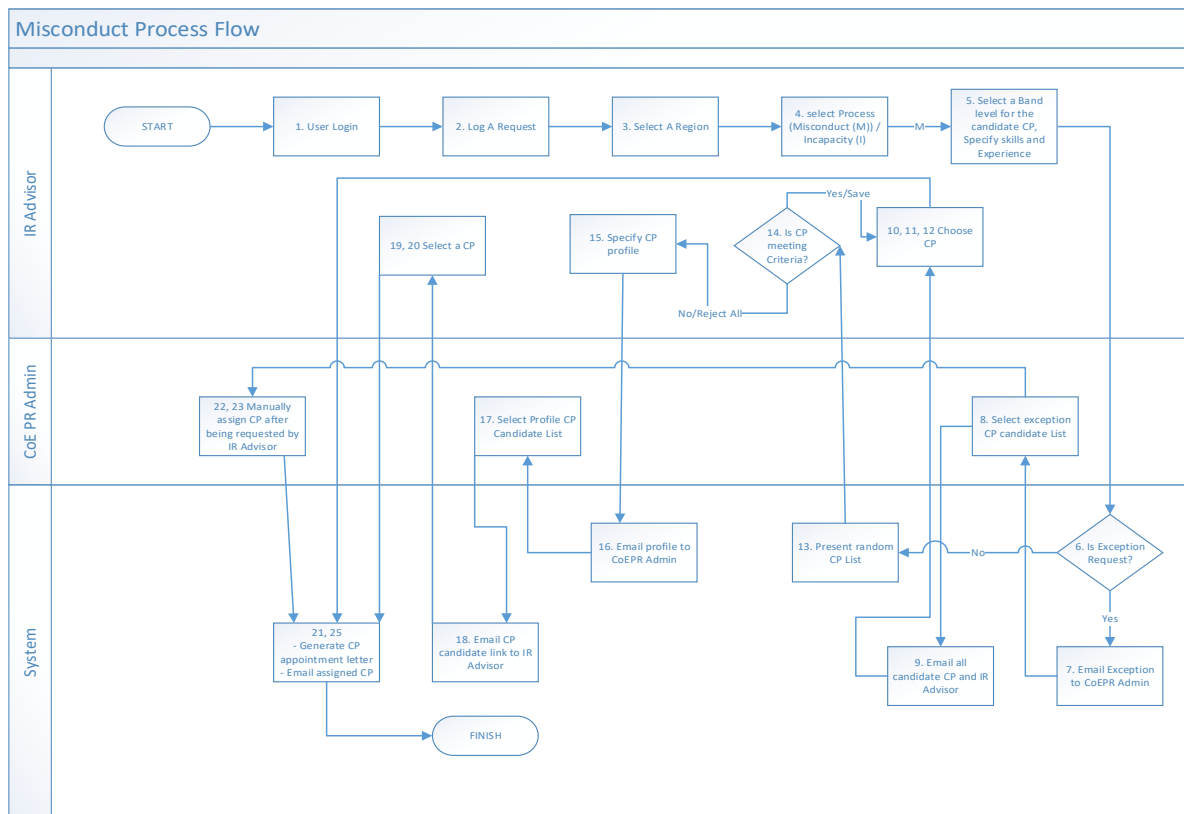 Misconduct Process Flow
IR Advisor
START
1. User Login
2. Log A Request
3. Select A Region
4. select Process
(Misconduct (M)) /
Incapacity (I)
M
5. Select a Band
level for the
candidate CP,
Specify skills and
Experience
19, 20 Select a CP
15. Specify CP
profile
14. Is CP
meeting
Criteria?
Yes/Save
10, 11, 12 Choose
CP
No/Reject All
CoE PR Admin
22, 23 Manually
assign CP after
being requested by
IR Advisor
17. Select Profile CP
Candidate List
8. Select exception
CP candidate List
System
16. Email profile to
CoEPR Admin
13. Present random
CP List
No
6. Is Exception
Request?
Yes
21, 25
- Generate CP
appointment letter
- Email assigned CP
18. Email CP
candidate link to IR
Advisor
9. Email all
candidate CP and IR
Advisor
7. Email Exception
to CoEPR Admin
FINISH